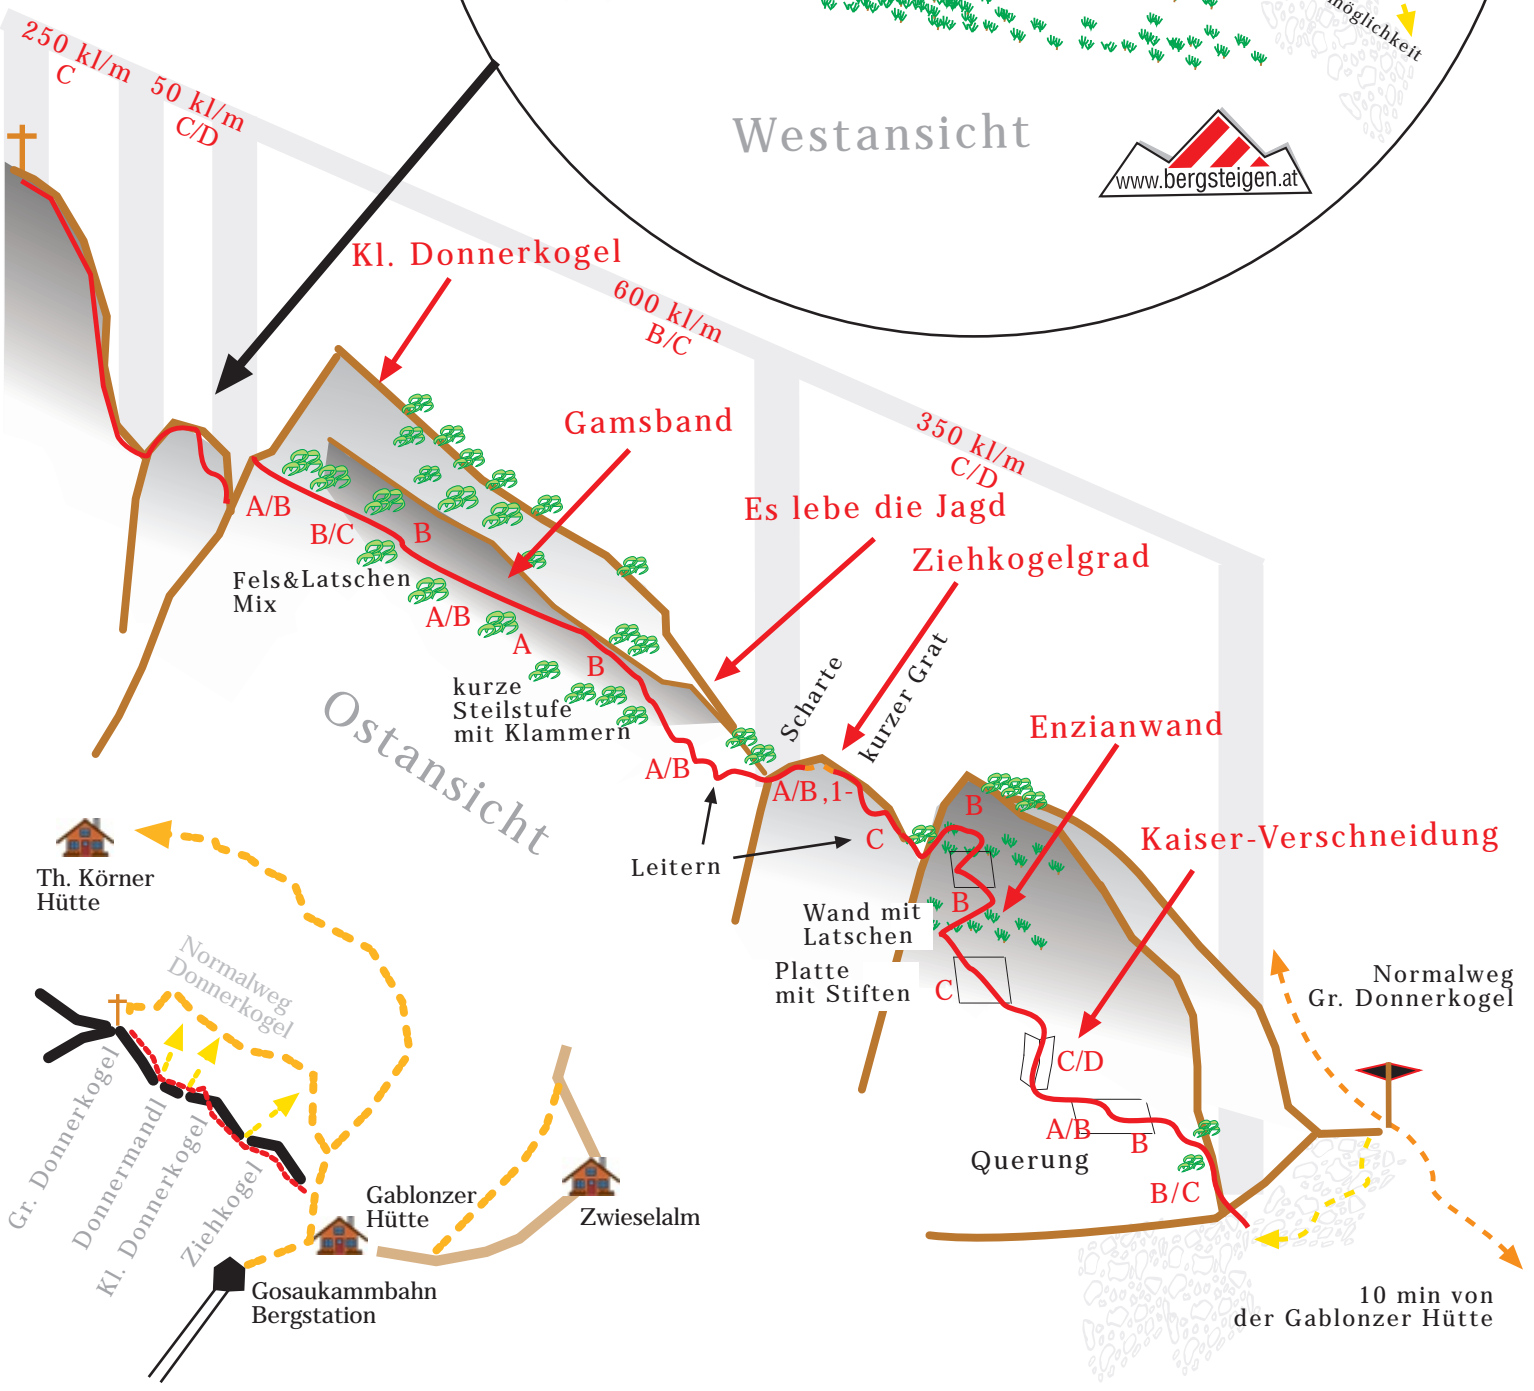 möglichkeit
250 kl/m
C
50 kl/m
C/D
Westansicht
www.bergsteigen.at
Kl. Donnerkogel
600 kl/m
B/C
Gamsband
350 kl/m
C/D
Es lebe die Jagd
Ziehkogelgrad
A/B
B/C
B
Fels&Latschen
Mix
A/B
A
B
kurze
Steilstufe
mit Klammern
A/B
Scharte
kurzer Grat
Enzianwand
Ostansicht
A/B,1-
C
B
Kaiser-Verschneidung
Leitern
Th. Körner
Hütte
B
Wand mit
Latschen
Platte
mit Stiften
C
Normalweg
Gr. Donnerkogel
Normalweg
Donnerkogel
C/D
A/B
B
Querung
B/C
Gr. Donnerkogel
Donnermandl
Kl. Donnerkogel
Ziehkogel
Gablonzer
Hütte
Zwieselalm
Gosaukammbahn
Bergstation
10 min von
der Gablonzer Hütte